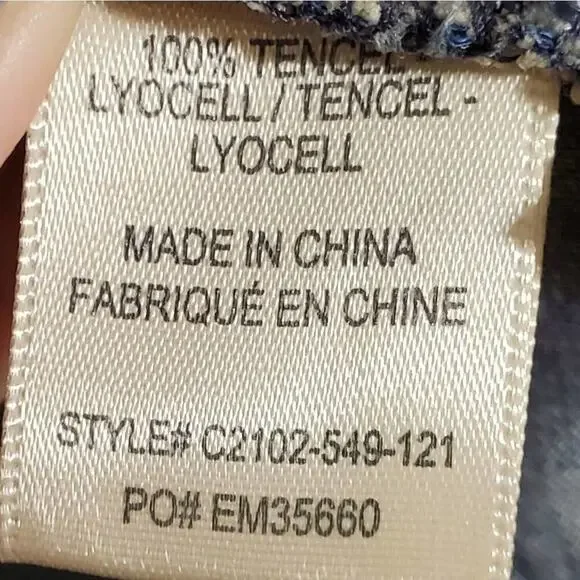 100% TENCEL -
LYOCELL / TENCEL -
LYOCELL
MADE IN CHINA
FABRIQUÉ EN CHINE
STYLE# C2102-549-121
PO# EM35660